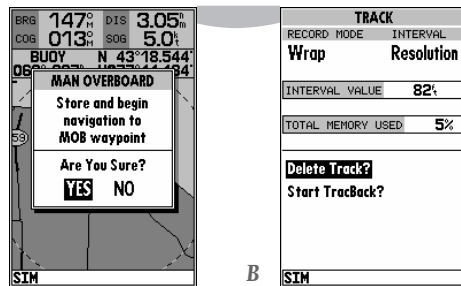 BRG 147°M DIS 3.05nm
COG 013°M SOG 5.0kt
BUOY N 43°18.544'
MAN OVERBOARD
Store and begin
navigation to
MOB waypoint
Are You Sure?
YES NO
59
SIM
B
TRACK
RECORD MODE INTERVAL
Wrap Resolution
INTERVAL VALUE 82ft
TOTAL MEMORY USED 5%
Delete Track?
Start TracBack?
SIM